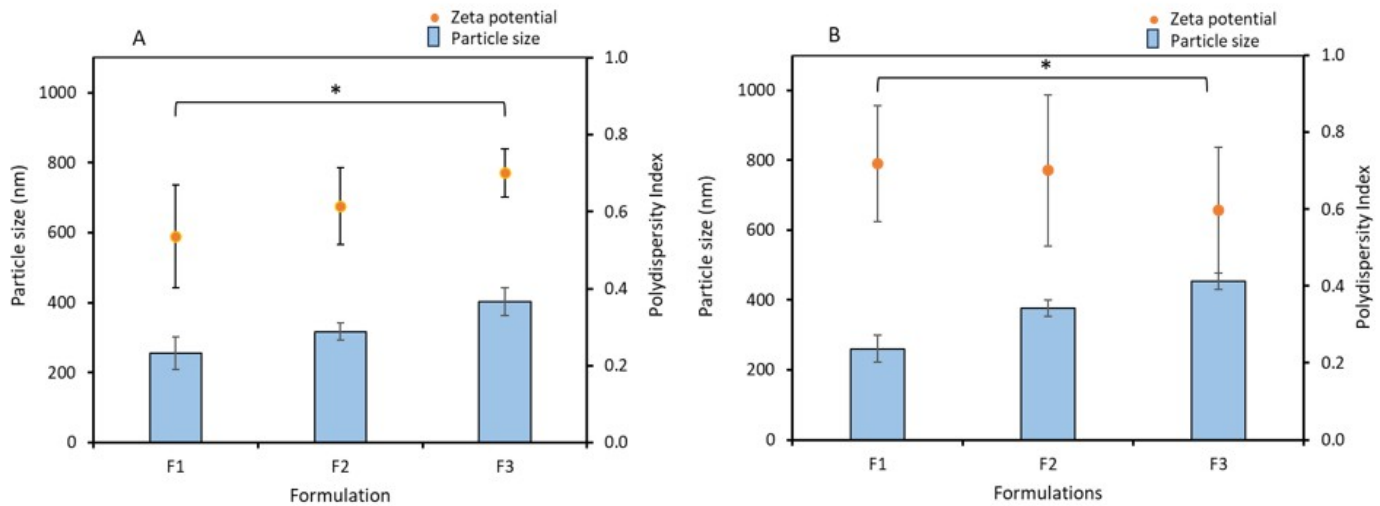 A
Zeta potential
Particle size
Particle size (nm)
1000
800
600
400
200
0
1.0
0.8
0.6
0.4
0.2
0.0
Polydispersity Index
*
F1 F2 F3
Formulation
B
Zeta potential
Particle size
Particle size (nm)
1000
800
600
400
200
0
1.0
0.8
0.6
0.4
0.2
0.0
Polydispersity Index
*
F1 F2 F3
Formulations